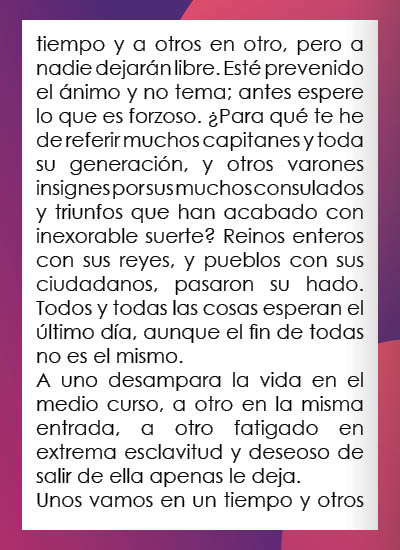 tiempo y a otros en otro, pero a
nadie dejarán libre. Esté prevenido
el ánimo y no tema; antes espere
lo que es forzoso. ¿Para qué te he
de referir muchos capitanes y toda
su generación, y otros varones
insignes por sus muchos consulados
y triunfos que han acabado con
inexorable suerte? Reinos enteros
con sus reyes, y pueblos con sus
ciudadanos, pasaron su hado.
Todos y todas las cosas esperan el
último día, aunque el fin de todas
no es el mismo.
A uno desampara la vida en el
medio curso, a otro en la misma
entrada, a otro fatigado en
extrema esclavitud y deseoso de
salir de ella apenas le deja.
Unos vamos en un tiempo y otros